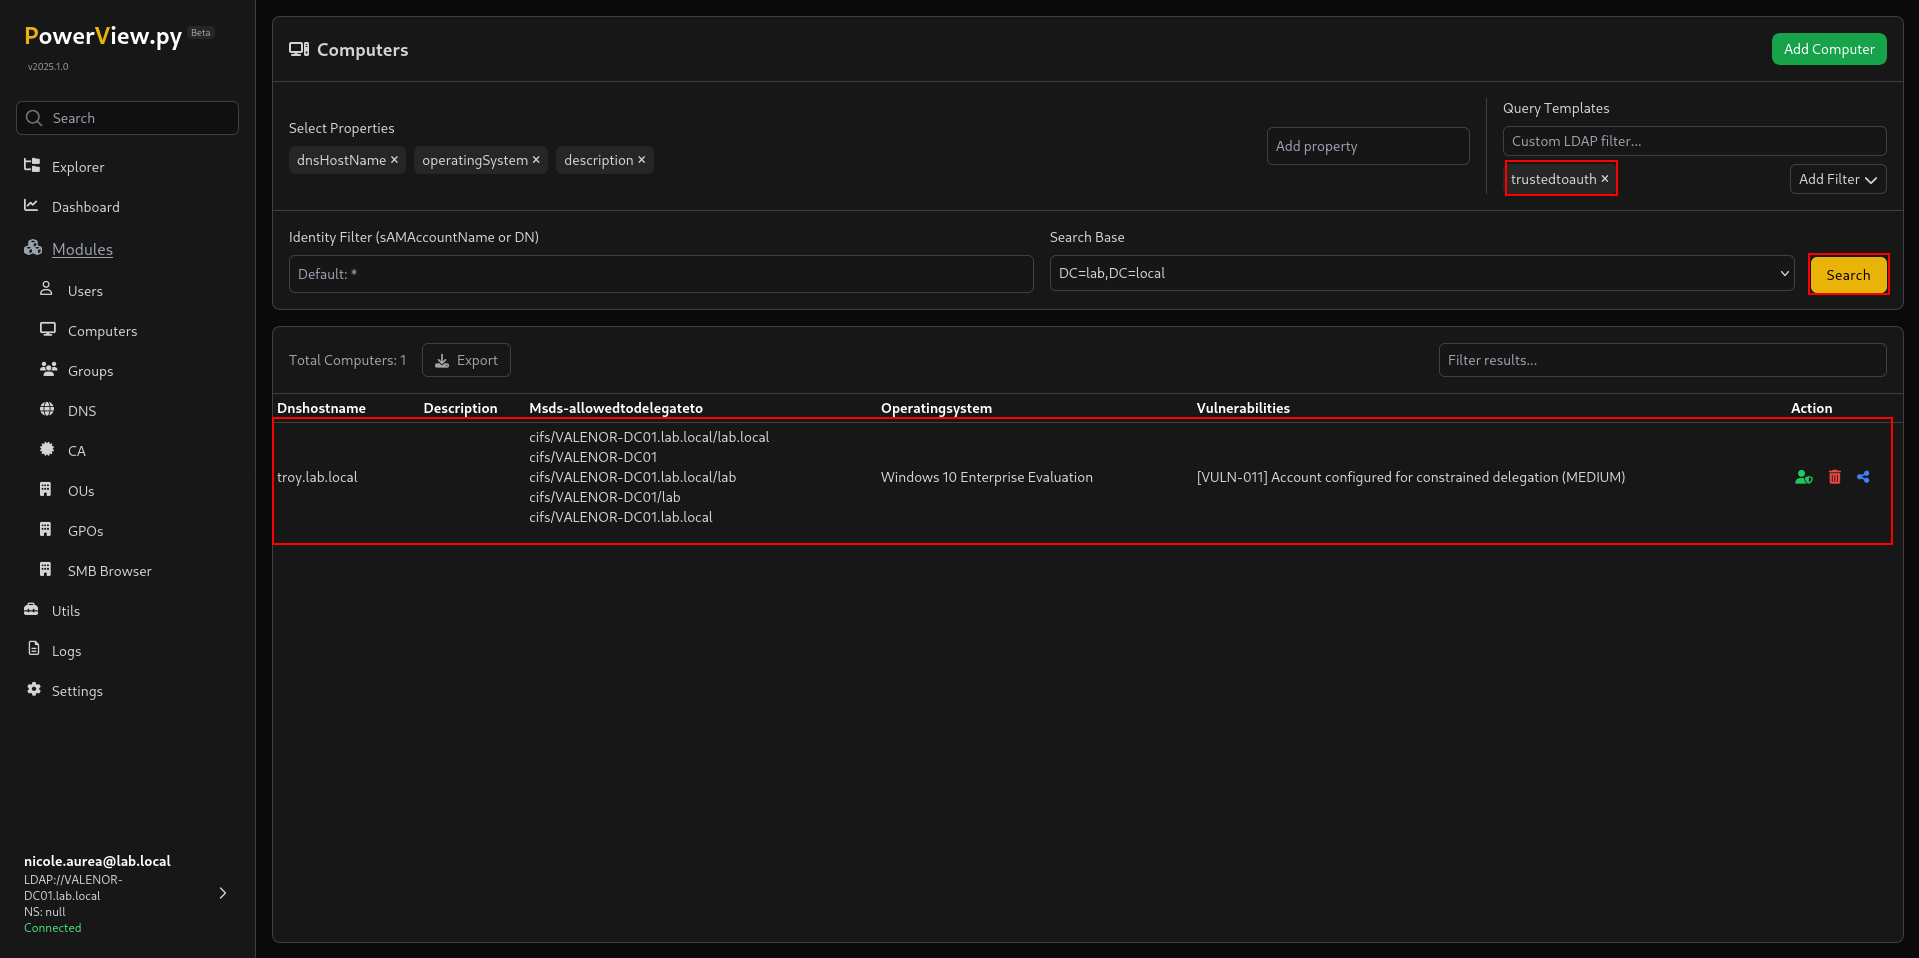 PowerView.py Beta
v2025.1.0
Search
Explorer
Dashboard
Modules
Users
Computers
Groups
DNS
CA
OUs
GPOs
SMB Browser
Utils
Logs
Settings
nicole.aurea@lab.local
LDAP://VALENOR-
DC01.lab.local
NS: null
Connected
Computers
Add Computer
Select Properties
dnsHostName × operatingSystem × description ×
Add property
Query Templates
Custom LDAP filter...
trustedtoauth ×
Add Filter
Identity Filter (sAMAccountName or DN)
Default: *
Search Base
DC=lab,DC=local
Search
Total Computers: 1
Export
Filter results...
Dnshostname Description Msds-allowedtodelegateto Operatingsystem Vulnerabilities Action
cifs/VALENOR-DC01.lab.local/lab.local
cifs/VALENOR-DC01
troy.lab.local cifs/VALENOR-DC01.lab.local/lab Windows 10 Enterprise Evaluation [VULN-011] Account configured for constrained delegation (MEDIUM)
cifs/VALENOR-DC01/lab
cifs/VALENOR-DC01.lab.local